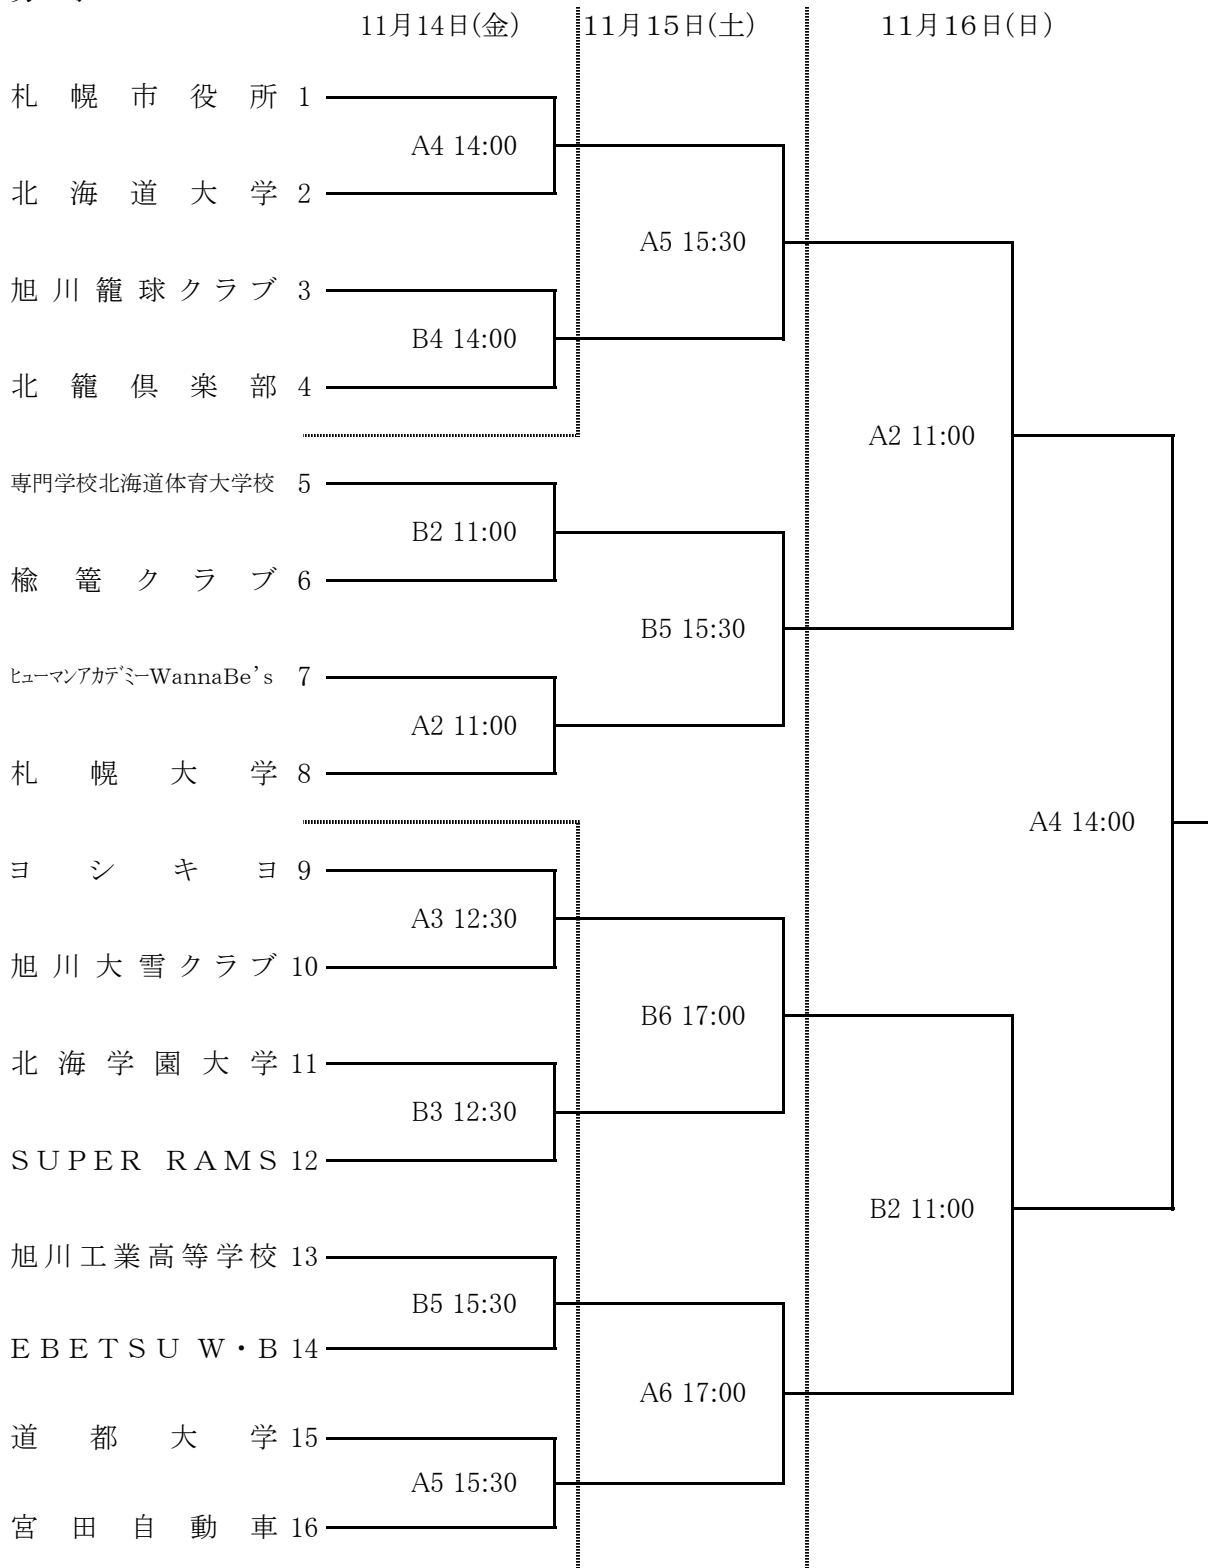 11月14日(金) 11月15日(土) 11月16日(日)
札幌市役所 1
A4 14:00
北海道大学 2
A5 15:30
旭川籠球クラブ 3
B4 14:00
北籠倶楽部 4
A2 11:00
専門学校北海道体育大学校 5
B2 11:00
楡篭クラブ 6
B5 15:30
ヒューマンアカデミーWannaBe's 7
A2 11:00
札幌大学 8
A4 14:00
ヨシキヨ 9
A3 12:30
旭川大雪クラブ 10
B6 17:00
北海学園大学 11
B3 12:30
SUPER RAMS 12
B2 11:00
旭川工業高等学校 13
B5 15:30
EBETSU W・B 14
A6 17:00
道都大学 15
A5 15:30
宮田自動車 16